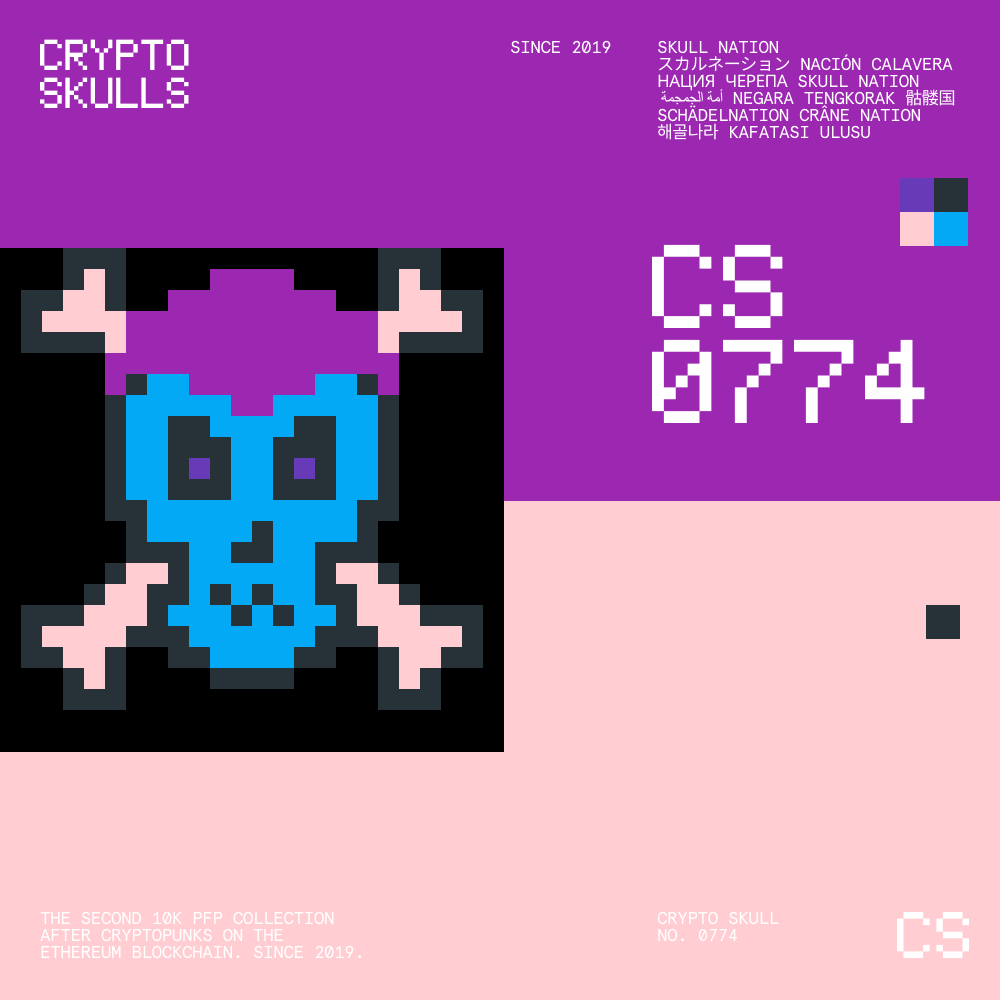 CRYPTO
SKULLS
SINCE 2019
SKULL NATION
スカルネーション NACIÓN CALAVERA
НАЦИЯ ЧЕРЕПА SKULL NATION
أمة الجمجمة NEGARA TENGKORAK 骷髅国
SCHÄDELNATION CRÂNE NATION
해골나라 KAFATASI ULUSU
CS
0774
THE SECOND 10K PFP COLLECTION
AFTER CRYPTOPUNKS ON THE
ETHEREUM BLOCKCHAIN. SINCE 2019.
CRYPTO SKULL
NO. 0774
CS